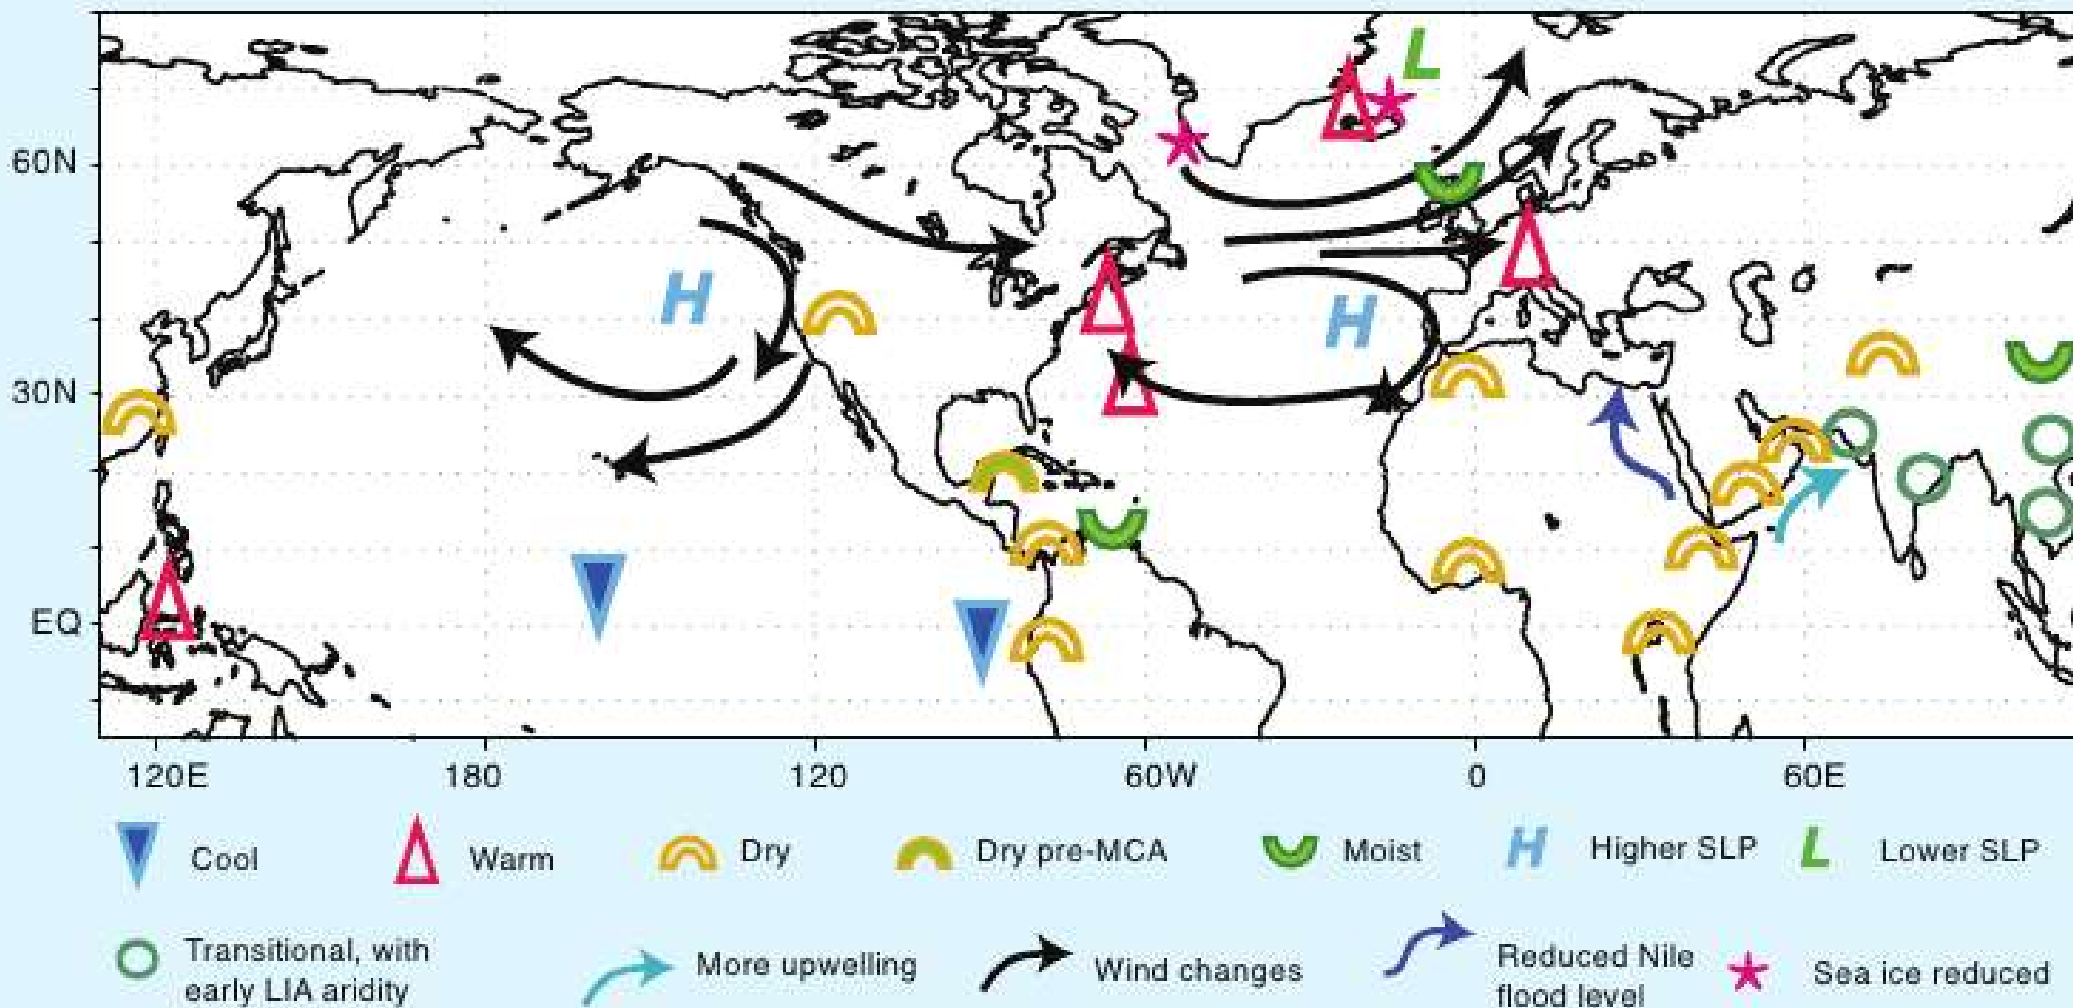 L
60N
H
H
30N
EQ
120E 180 120 60W 0 60E
Cool Warm Dry Dry pre-MCA Moist H Higher SLP L Lower SLP
Transitional, with
early LIA aridity
More upwelling
Wind changes
Reduced Nile
flood level
Sea ice reduced